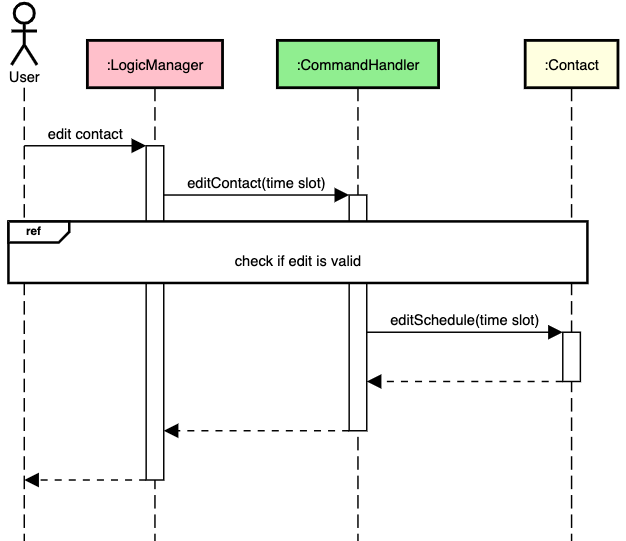 User
:LogicManager
:CommandHandler
:Contact
edit contact
editContact(time slot)
ref
check if edit is valid
editSchedule(time slot)